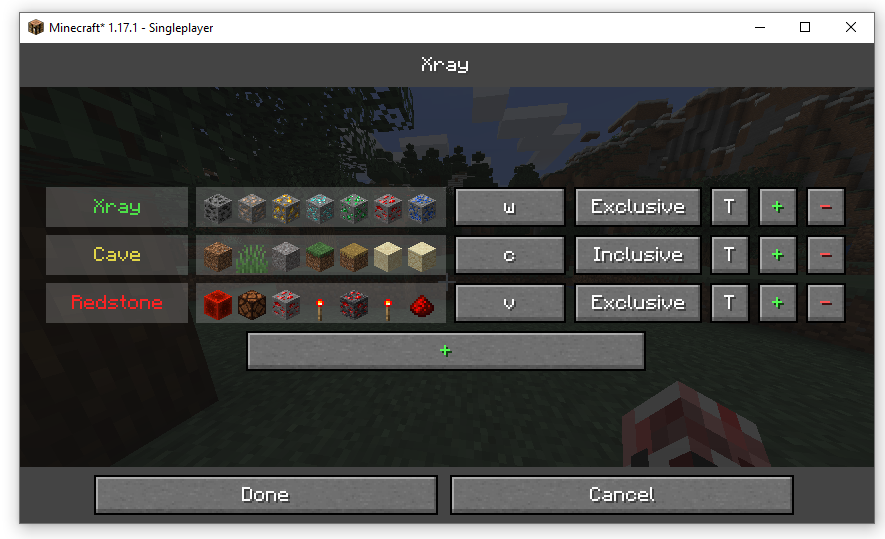 Minecraft* 1.17.1 - Singleplayer
Xray
Xray w Exclusive T + -
Cave c Inclusive T + -
Redstone v Exclusive T + -
+
Done Cancel